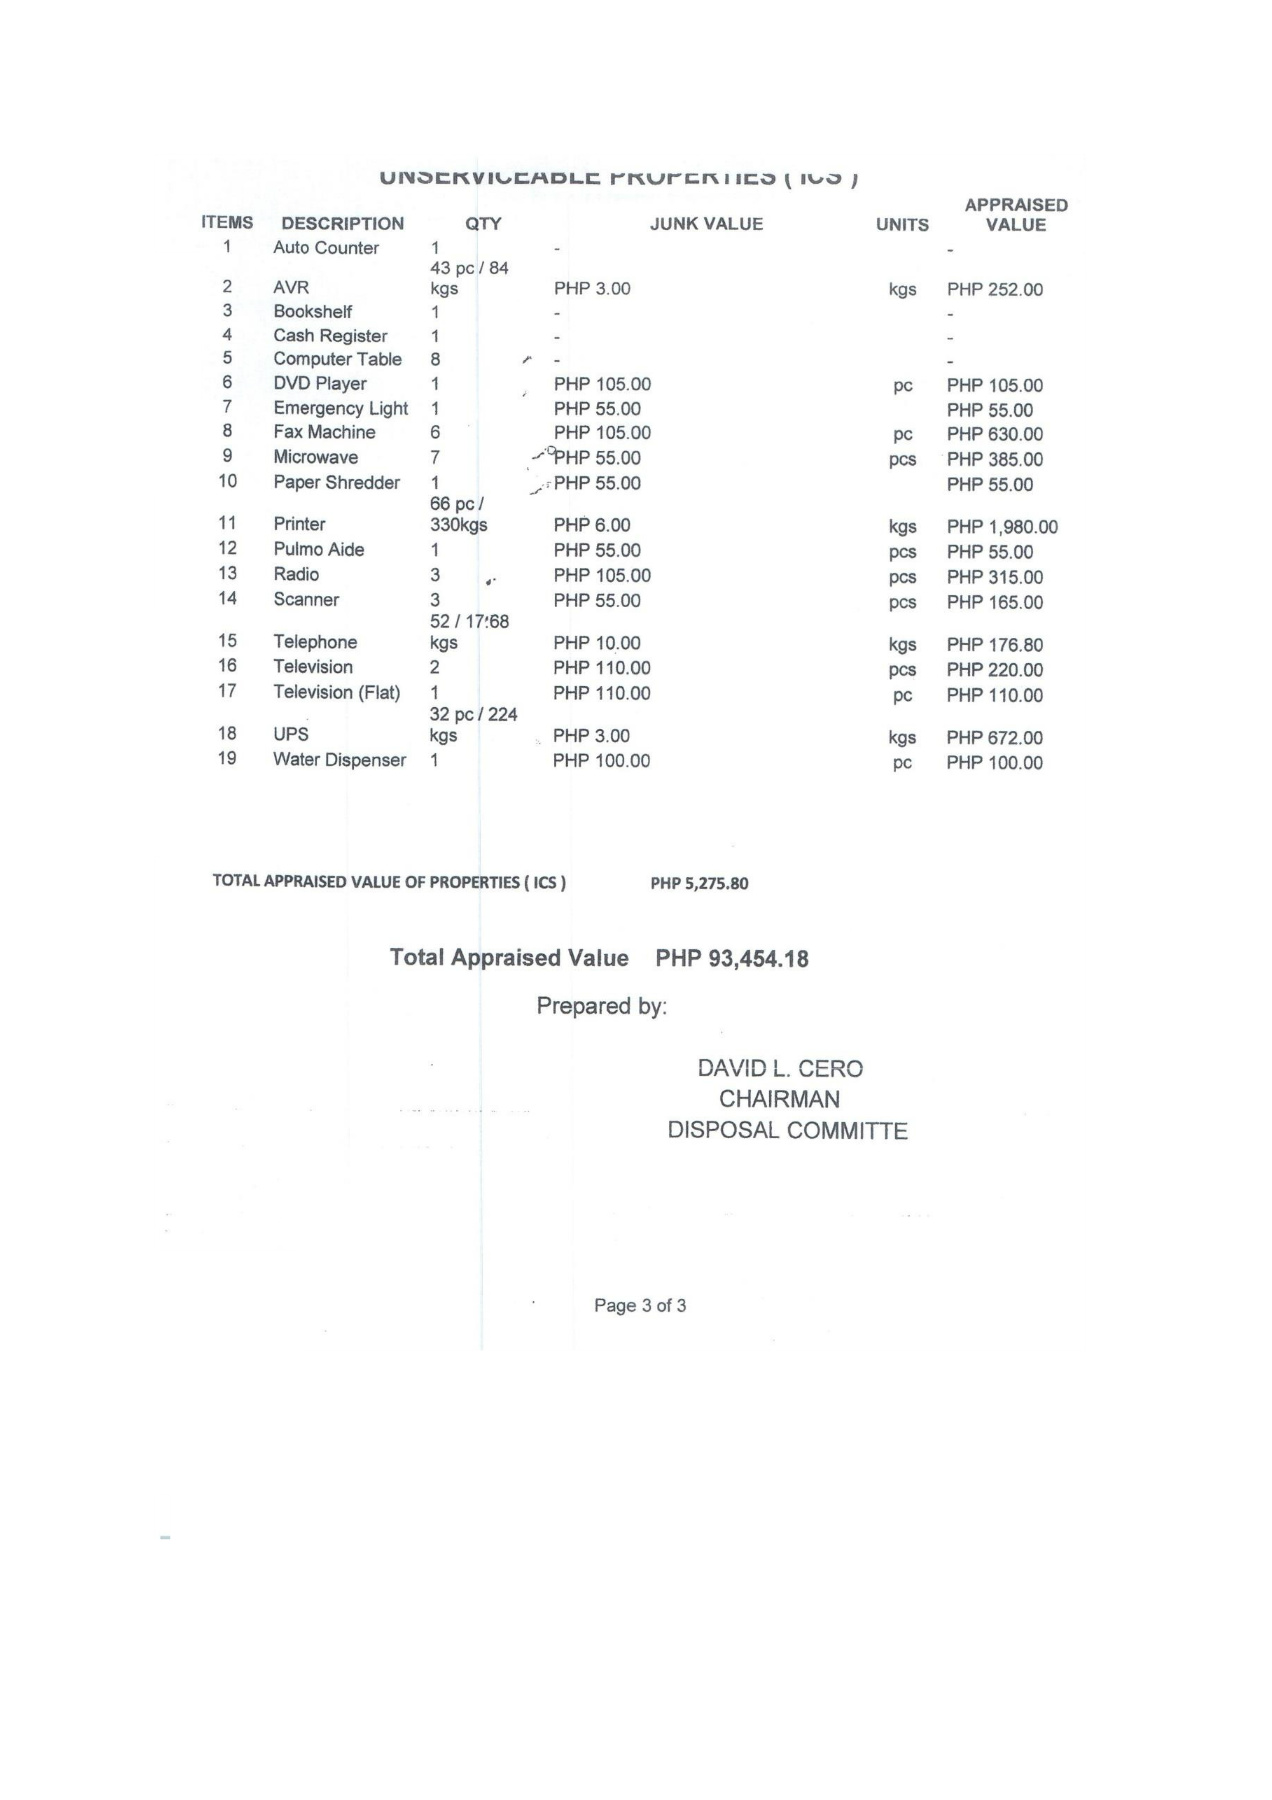 UNSERVICEABLE PROPERTIES ( ICS )
ITEMS DESCRIPTION QTY JUNK VALUE UNITS APPRAISED VALUE
1 Auto Counter 1 - -
2 AVR 43 pc / 84 kgs PHP 3.00 kgs PHP 252.00
3 Bookshelf 1 - -
4 Cash Register 1 - -
5 Computer Table 8 - -
6 DVD Player 1 PHP 105.00 pc PHP 105.00
7 Emergency Light 1 PHP 55.00 PHP 55.00
8 Fax Machine 6 PHP 105.00 pc PHP 630.00
9 Microwave 7 PHP 55.00 pcs PHP 385.00
10 Paper Shredder 1 PHP 55.00 PHP 55.00
11 Printer 66 pc / 330kgs PHP 6.00 kgs PHP 1,980.00
12 Pulmo Aide 1 PHP 55.00 pcs PHP 55.00
13 Radio 3 PHP 105.00 pcs PHP 315.00
14 Scanner 3 PHP 55.00 pcs PHP 165.00
15 Telephone 52 / 17.68 kgs PHP 10.00 kgs PHP 176.80
16 Television 2 PHP 110.00 pcs PHP 220.00
17 Television (Flat) 1 PHP 110.00 pc PHP 110.00
18 UPS 32 pc / 224 kgs PHP 3.00 kgs PHP 672.00
19 Water Dispenser 1 PHP 100.00 pc PHP 100.00
TOTAL APPRAISED VALUE OF PROPERTIES ( ICS ) PHP 5,275.80
Total Appraised Value PHP 93,454.18
Prepared by:
DAVID L. CERO
CHAIRMAN
DISPOSAL COMMITTE
Page 3 of 3